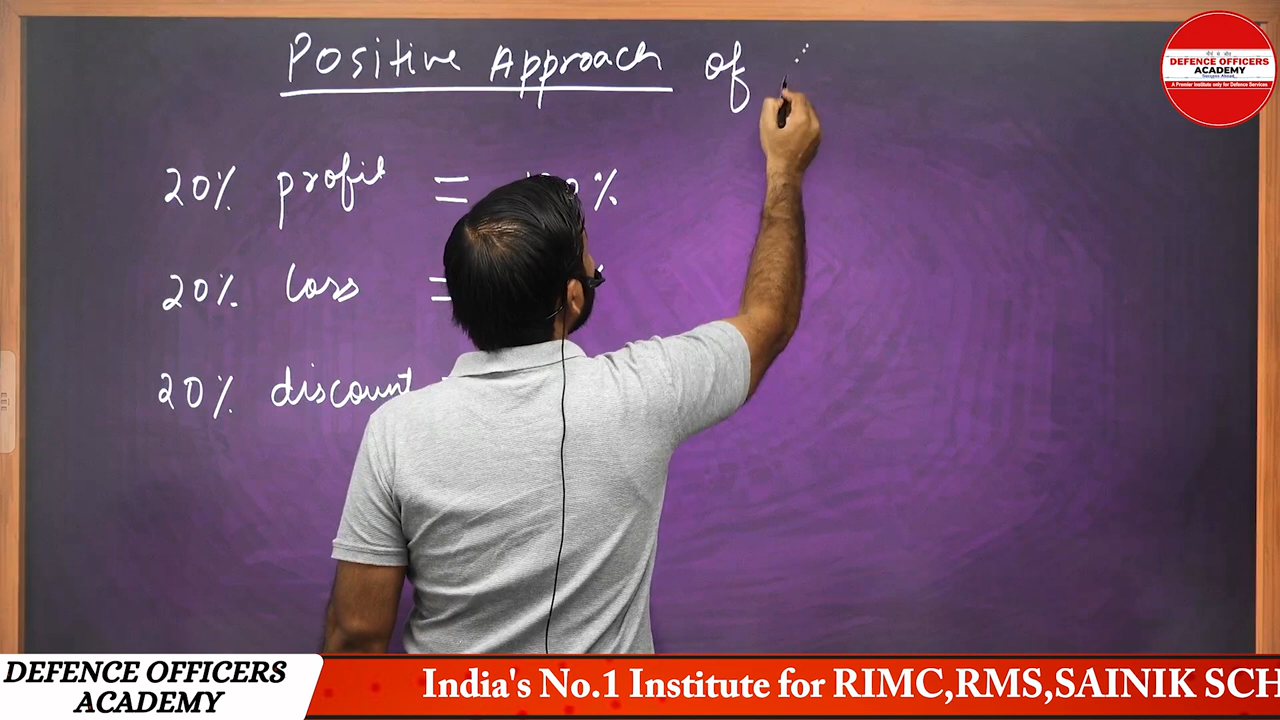 Positive Approach of
20% profit = %
20% loss =
20% discount
DEFENCE OFFICERS
ACADEMY
A Premier Institute only for Defence Services
DEFENCE OFFICERS
ACADEMY
India's No.1 Institute for RIMC,RMS,SAINIK SCH